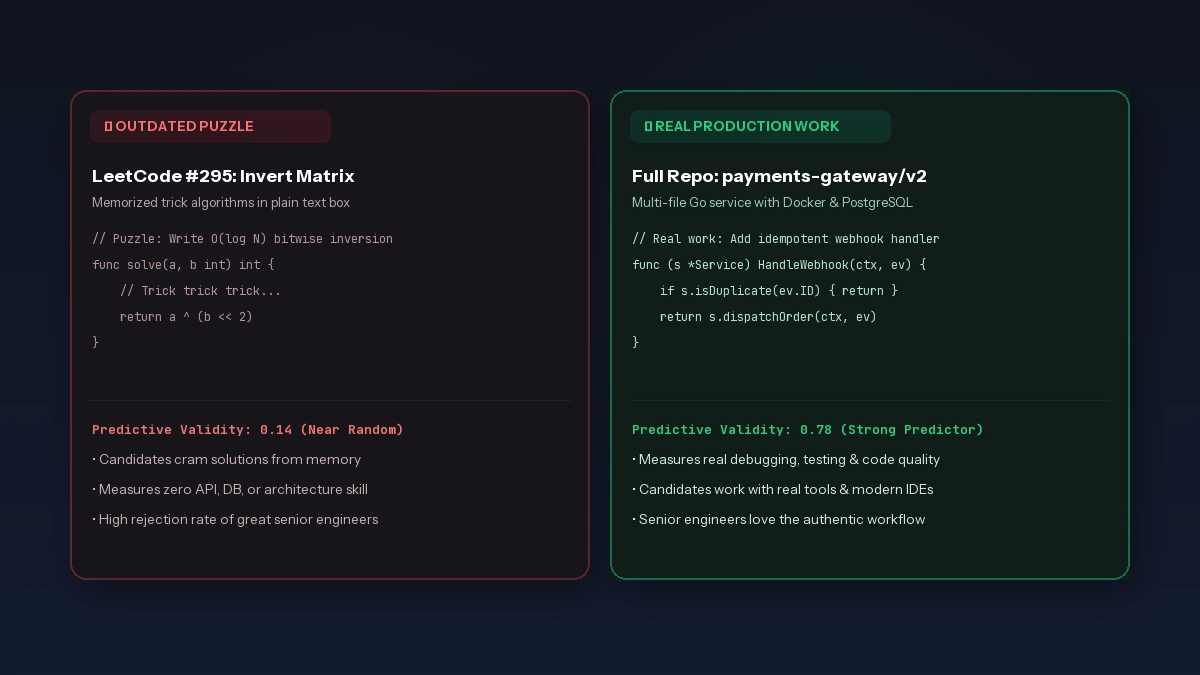 OUTDATED PUZZLE
LeetCode #295: Invert Matrix
Memorized trick algorithms in plain text box
// Puzzle: Write O(log N) bitwise inversion
func solve(a, b int) int {
    // Trick trick trick...
    return a ^ (b << 2)
}
Predictive Validity: 0.14 (Near Random)
• Candidates cram solutions from memory
• Measures zero API, DB, or architecture skill
• High rejection rate of great senior engineers
REAL PRODUCTION WORK
Full Repo: payments-gateway/v2
Multi-file Go service with Docker & PostgreSQL
// Real work: Add idempotent webhook handler
func (s *Service) HandleWebhook(ctx, ev) {
    if s.isDuplicate(ev.ID) { return }
    return s.dispatchOrder(ctx, ev)
}
Predictive Validity: 0.78 (Strong Predictor)
• Measures real debugging, testing & code quality
• Candidates work with real tools & modern IDEs
• Senior engineers love the authentic workflow